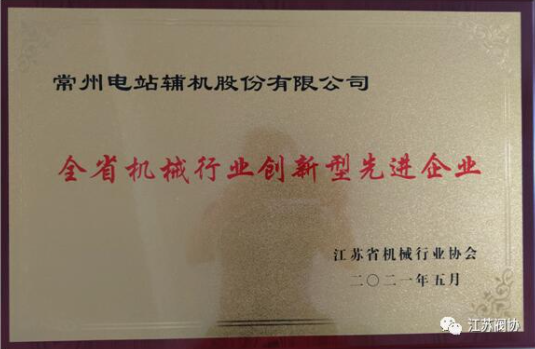 常州电站辅机股份有限公司
全省机械行业创新型先进企业
江苏省机械行业协会
二〇二一年五月
江苏阀协